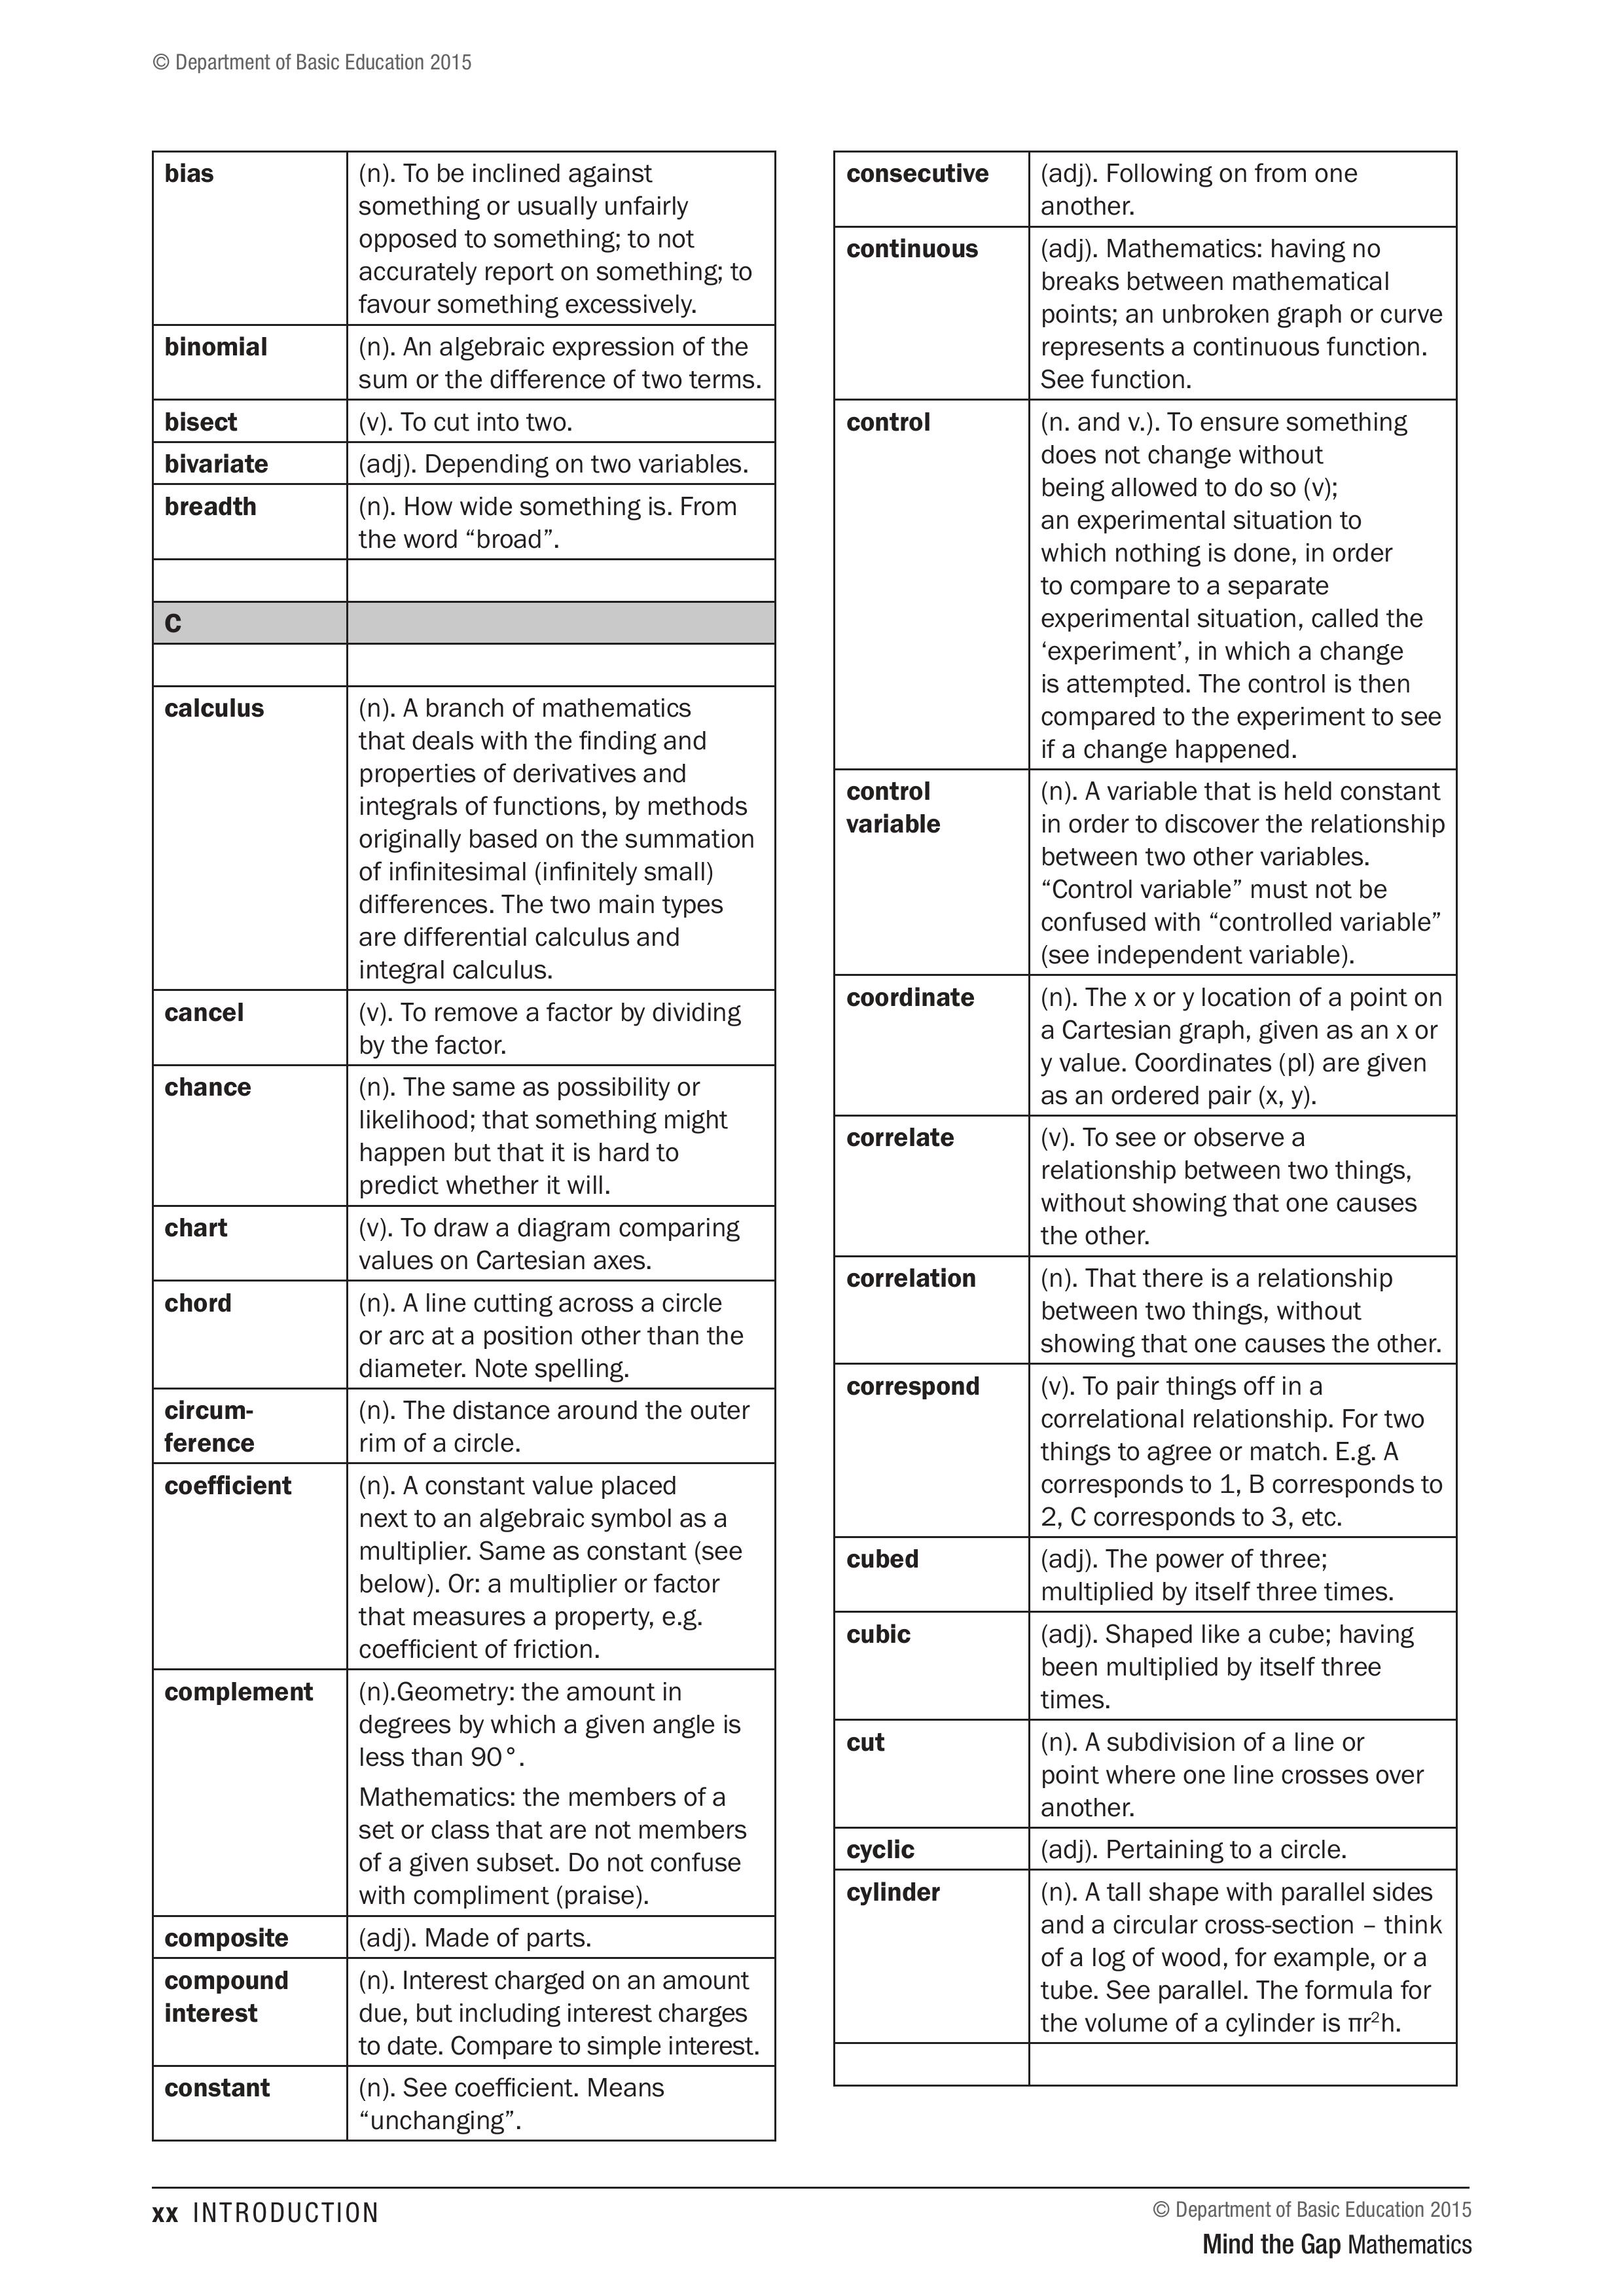 © Department of Basic Education 2015
bias
(n). To be inclined against
something or usually unfairly
opposed to something; to not
accurately report on something; to
favour something excessively.
binomial
(n). An algebraic expression of the
sum or the difference of two terms.
bisect
(v). To cut into two.
bivariate
(adj). Depending on two variables.
breadth
(n). How wide something is. From
the word “broad”.
C
calculus
(n). A branch of mathematics
that deals with the finding and
properties of derivatives and
integrals of functions, by methods
originally based on the summation
of infinitesimal (infinitely small)
differences. The two main types
are differential calculus and
integral calculus.
cancel
(v). To remove a factor by dividing
by the factor.
chance
(n). The same as possibility or
likelihood; that something might
happen but that it is hard to
predict whether it will.
chart
(v). To draw a diagram comparing
values on Cartesian axes.
chord
(n). A line cutting across a circle
or arc at a position other than the
diameter. Note spelling.
circum-
ference
(n). The distance around the outer
rim of a circle.
coefficient
(n). A constant value placed
next to an algebraic symbol as a
multiplier. Same as constant (see
below). Or: a multiplier or factor
that measures a property, e.g.
coefficient of friction.
complement
(n).Geometry: the amount in
degrees by which a given angle is
less than 90°.
Mathematics: the members of a
set or class that are not members
of a given subset. Do not confuse
with compliment (praise).
composite
(adj). Made of parts.
compound
interest
(n). Interest charged on an amount
due, but including interest charges
to date. Compare to simple interest.
constant
(n). See coefficient. Means
“unchanging”.
consecutive
(adj). Following on from one
another.
continuous
(adj). Mathematics: having no
breaks between mathematical
points; an unbroken graph or curve
represents a continuous function.
See function.
control
(n. and v.). To ensure something
does not change without
being allowed to do so (v);
an experimental situation to
which nothing is done, in order
to compare to a separate
experimental situation, called the
‘experiment’, in which a change
is attempted. The control is then
compared to the experiment to see
if a change happened.
control
variable
(n). A variable that is held constant
in order to discover the relationship
between two other variables.
“Control variable” must not be
confused with “controlled variable”
(see independent variable).
coordinate
(n). The x or y location of a point on
a Cartesian graph, given as an x or
y value. Coordinates (pl) are given
as an ordered pair (x, y).
correlate
(v). To see or observe a
relationship between two things,
without showing that one causes
the other.
correlation
(n). That there is a relationship
between two things, without
showing that one causes the other.
correspond
(v). To pair things off in a
correlational relationship. For two
things to agree or match. E.g. A
corresponds to 1, B corresponds to
2, C corresponds to 3, etc.
cubed
(adj). The power of three;
multiplied by itself three times.
cubic
(adj). Shaped like a cube; having
been multiplied by itself three
times.
cut
(n). A subdivision of a line or
point where one line crosses over
another.
cyclic
(adj). Pertaining to a circle.
cylinder
(n). A tall shape with parallel sides
and a circular cross-section – think
of a log of wood, for example, or a
tube. See parallel. The formula for
the volume of a cylinder is πr²h.
xx INTRODUCTION
© Department of Basic Education 2015
Mind the Gap Mathematics